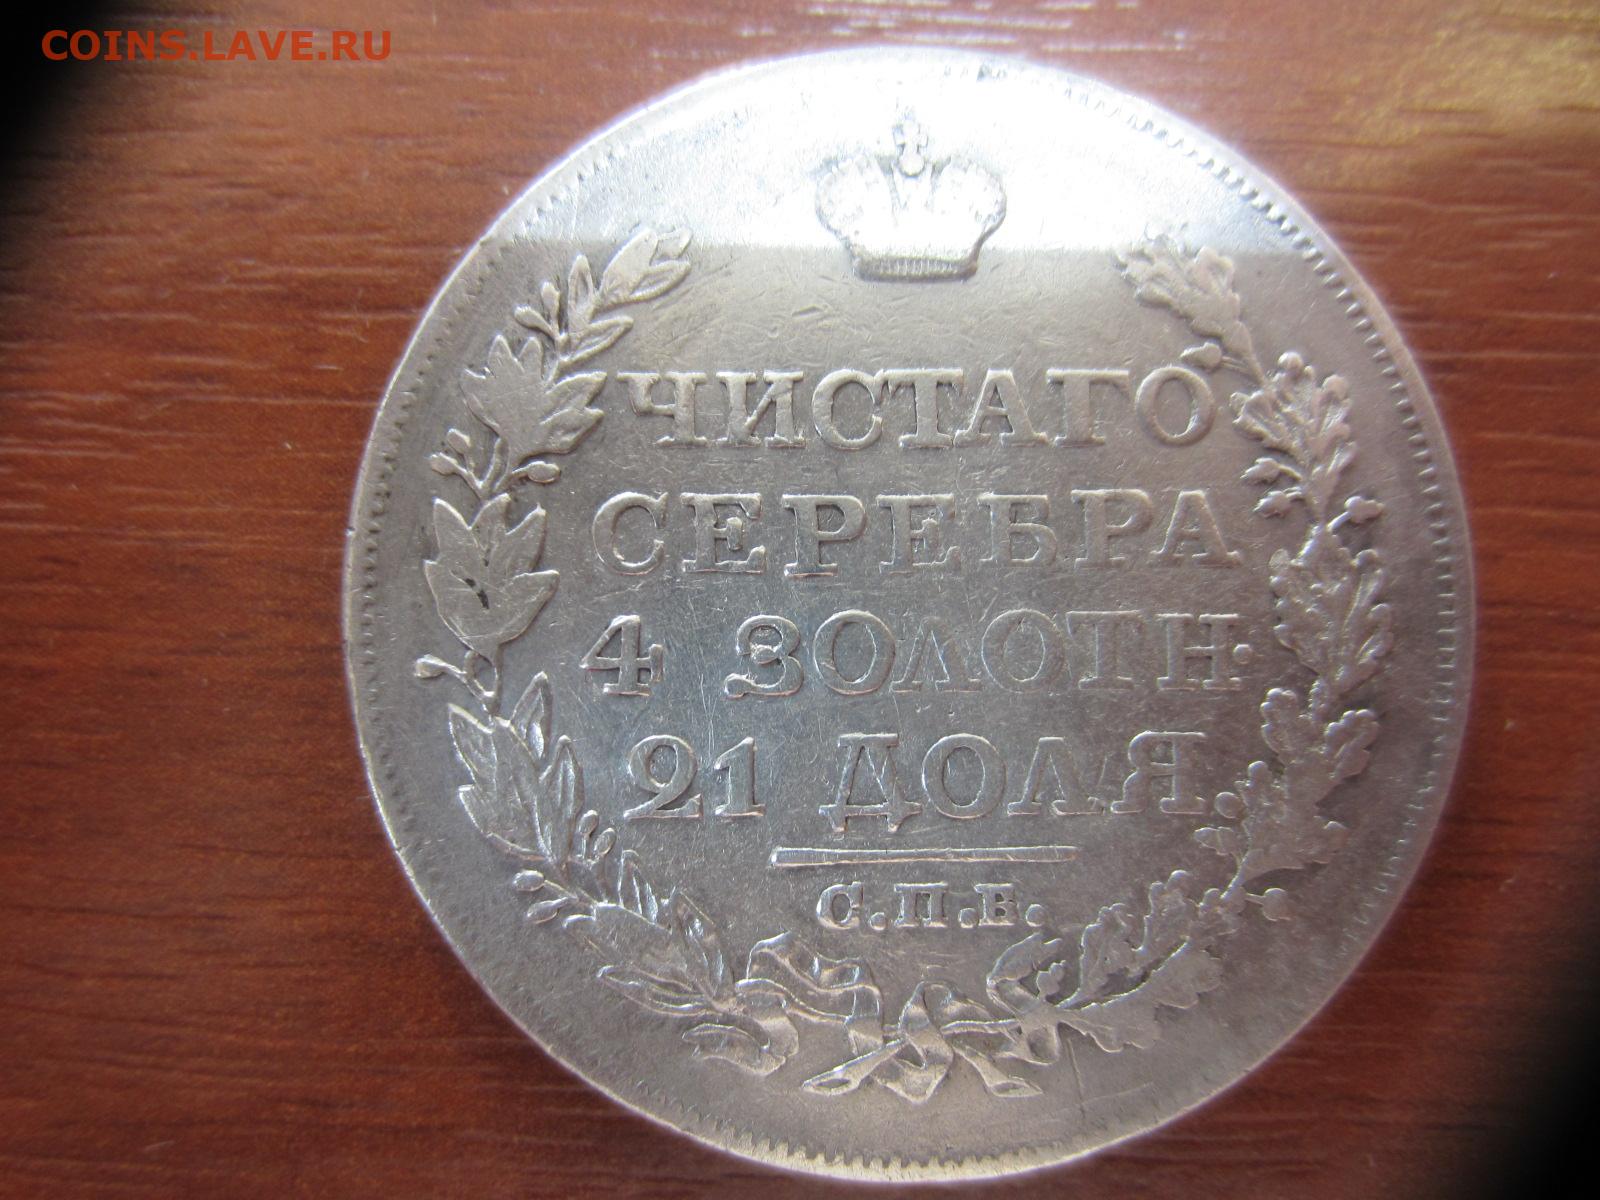 COINS.LAVE.RU
ЧИСТАГО
СЕРЕБРА
4 ЗОЛОТН.
21 ДОЛЯ.
С.П.Б.